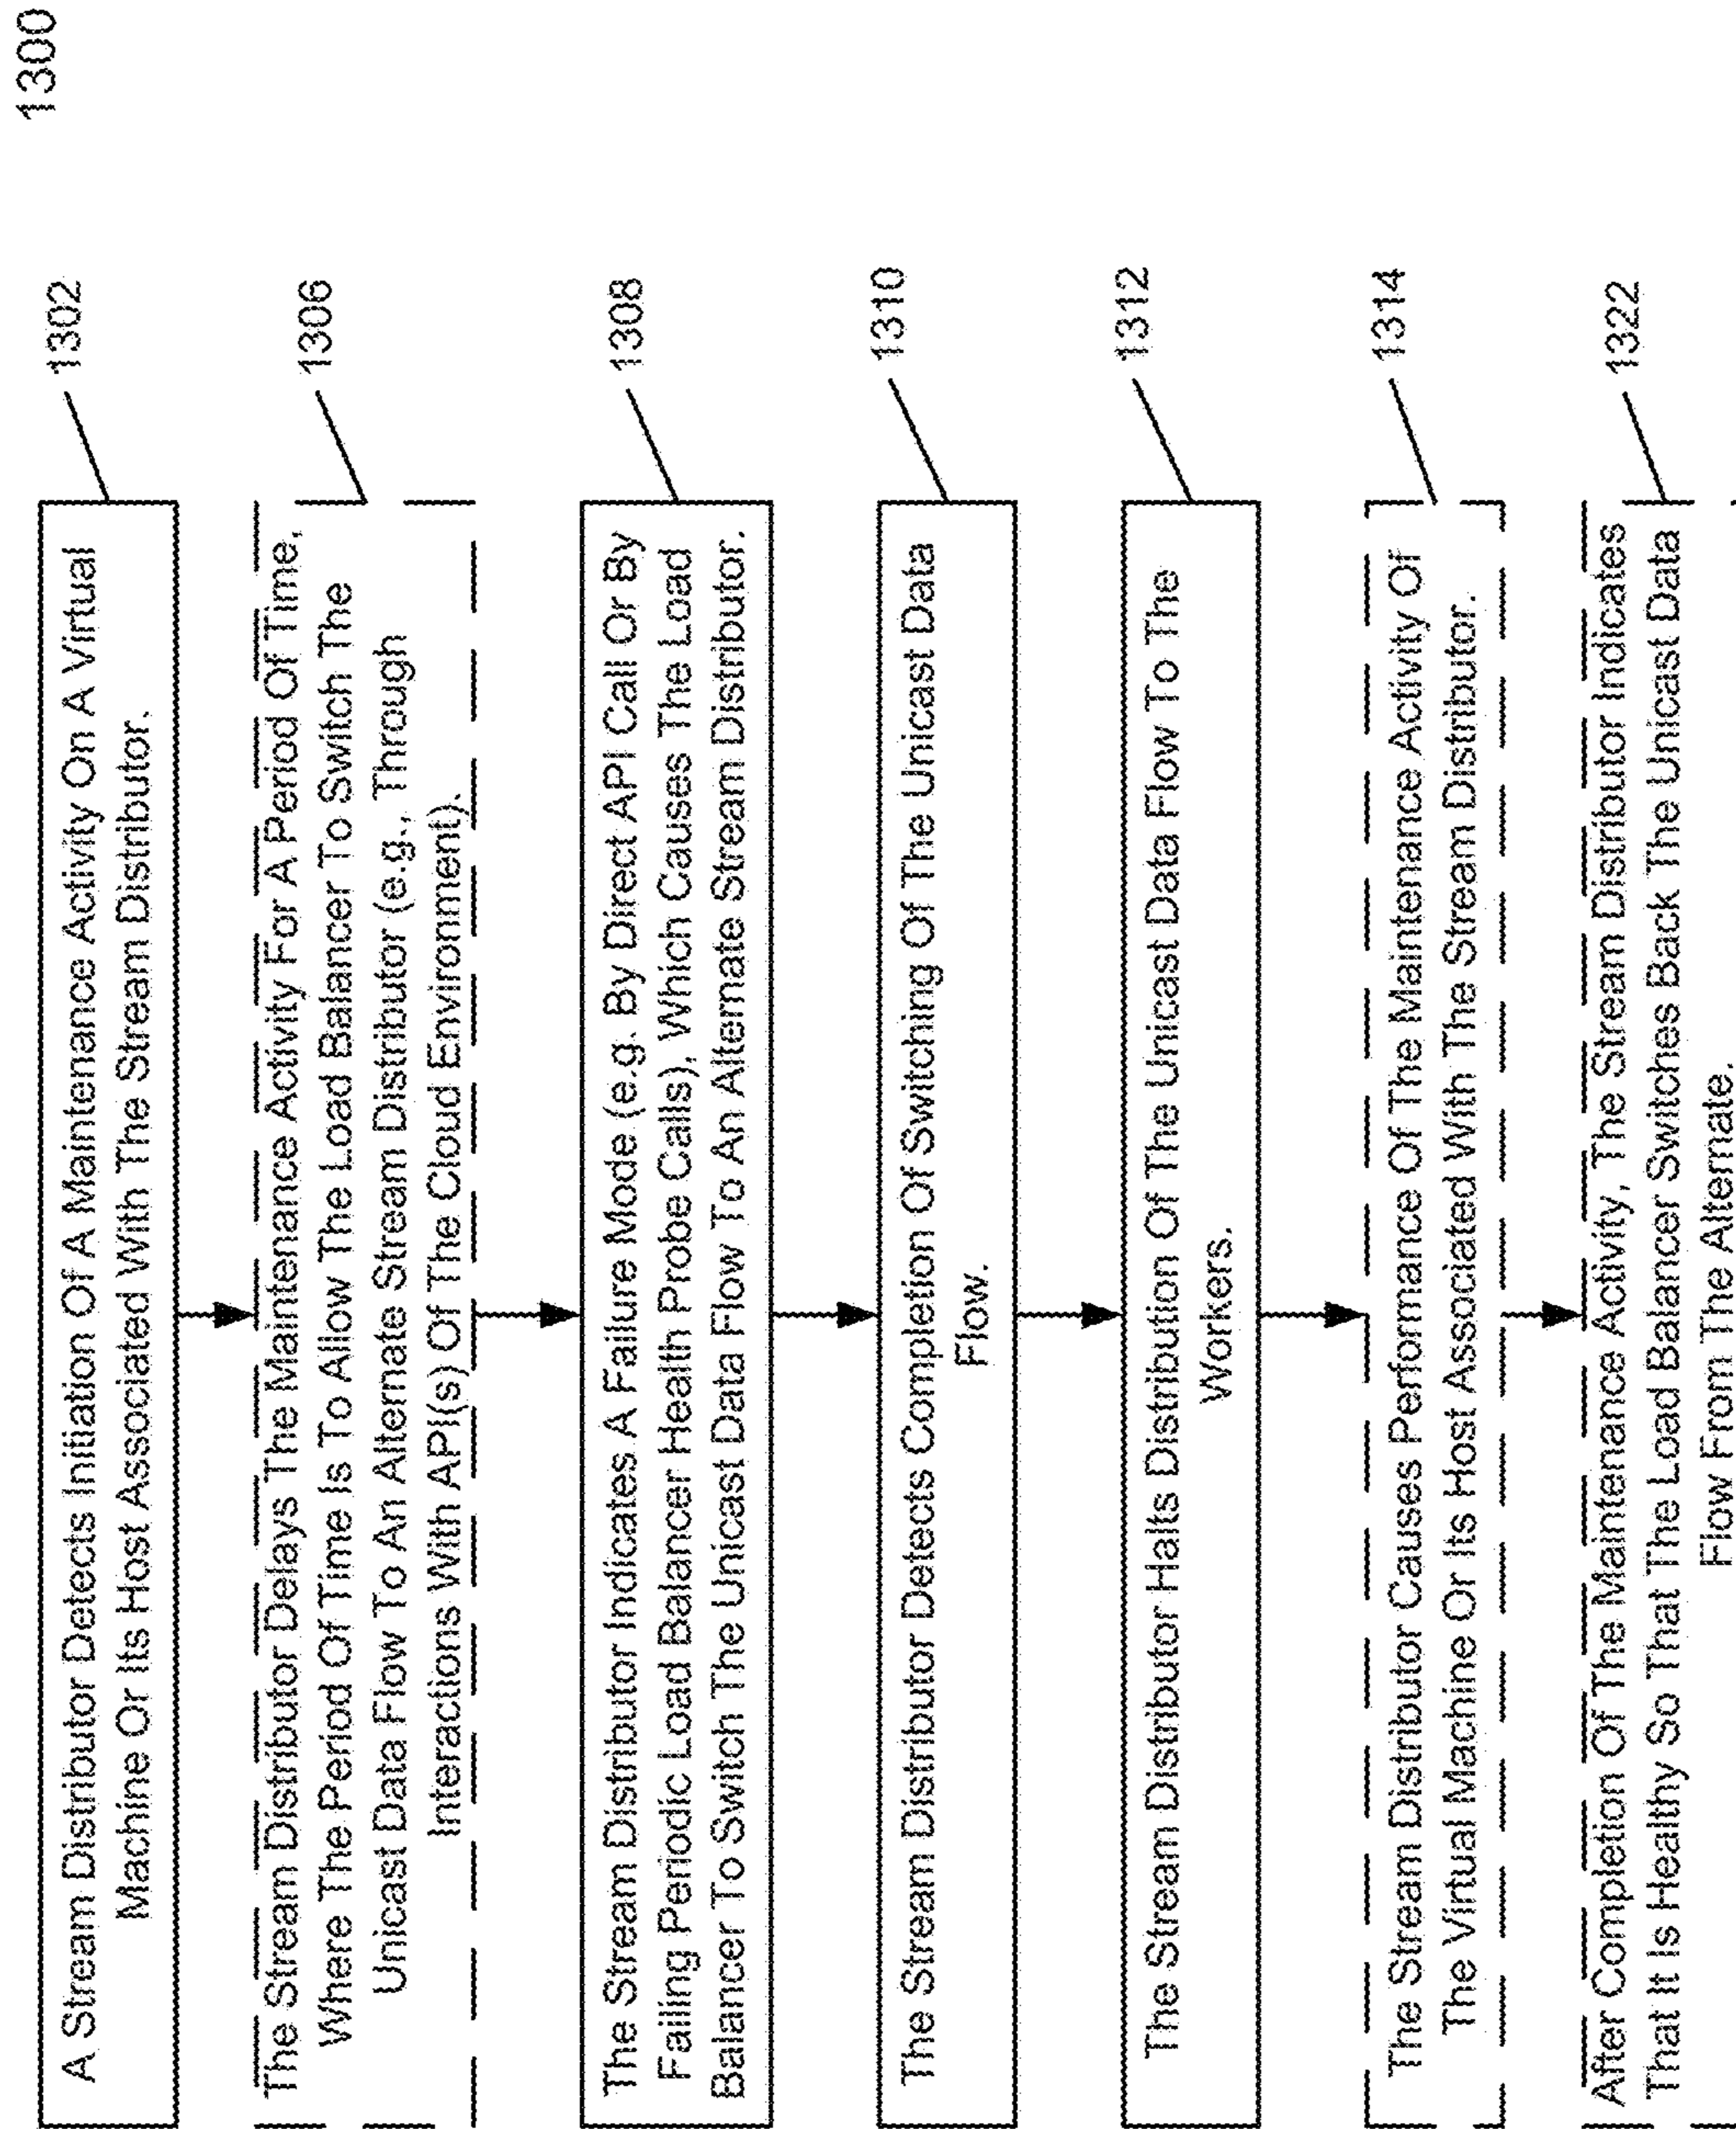 1300
A Stream Distributor Detects Initiation Of A Maintenance Activity On A Virtual
Machine Or Its Host Associated With The Stream Distributor.
1302
The Stream Distributor Delays The Maintenance Activity For A Period Of Time,
Where The Period Of Time Is To Allow The Load Balancer To Switch The
Unicast Data Flow To An Alternate Stream Distributor (e.g., Through
Interactions With API(s) Of The Cloud Environment).
1306
The Stream Distributor Indicates A Failure Mode (e.g. By Direct API Call Or By
Failing Periodic Load Balancer Health Probe Calls), Which Causes The Load
Balancer To Switch The Unicast Data Flow To An Alternate Stream Distributor.
1308
The Stream Distributor Detects Completion Of Switching Of The Unicast Data
Flow.
1310
The Stream Distributor Halts Distribution Of The Unicast Data Flow To The
Workers.
1312
The Stream Distributor Causes Performance Of The Maintenance Activity Of
The Virtual Machine Or Its Host Associated With The Stream Distributor.
1314
After Completion Of The Maintenance Activity, The Stream Distributor Indicates
That It Is Healthy So That The Load Balancer Switches Back The Unicast Data
Flow From The Alternate.
1322